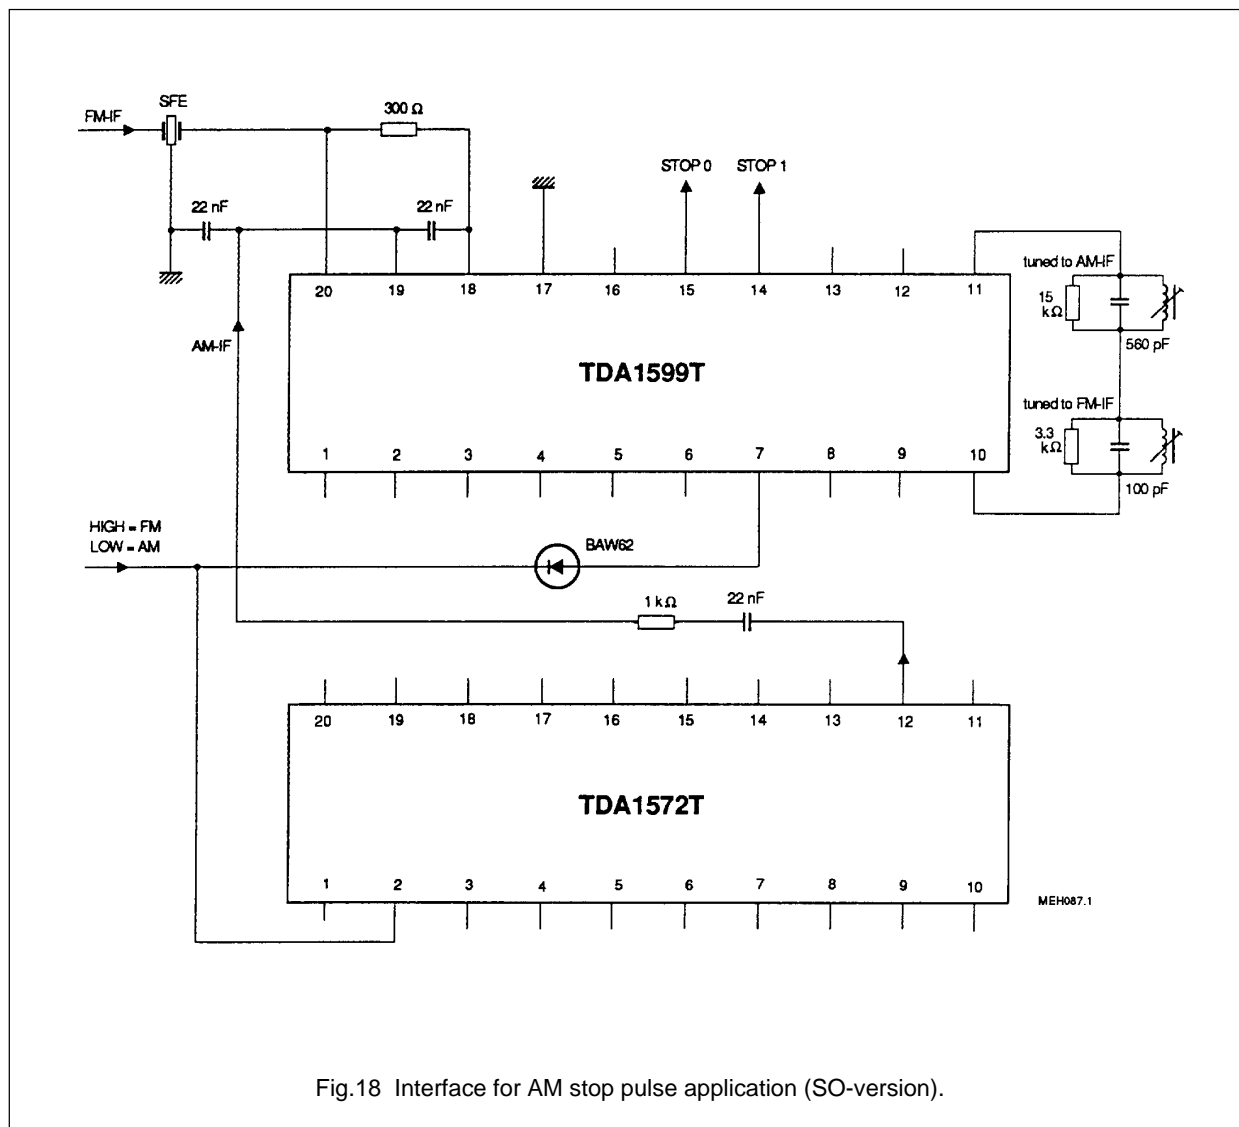 SFE
FM-IF
300 Ω
STOP 0 STOP 1
22 nF 22 nF
20 19 18 17 16 15 14 13 12 11
tuned to AM-IF
15 kΩ
560 pF
AM-IF
TDA1599T
tuned to FM-IF
3.3 kΩ
100 pF
1 2 3 4 5 6 7 8 9 10
HIGH = FM
LOW = AM
BAW62
1 kΩ 22 nF
20 19 18 17 16 15 14 13 12 11
TDA1572T
1 2 3 4 5 6 7 8 9 10
MEH087.1
Fig.18 Interface for AM stop pulse application (SO-version).